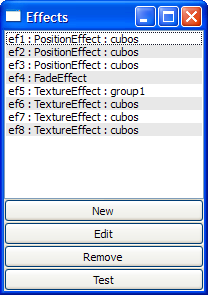 Effects
ef1 : PositionEffect : cubos
ef2 : PositionEffect : cubos
ef3 : PositionEffect : cubos
ef4 : FadeEffect
ef5 : TextureEffect : group1
ef6 : TextureEffect : cubos
ef7 : TextureEffect : cubos
ef8 : TextureEffect : cubos
New
Edit
Remove
Test